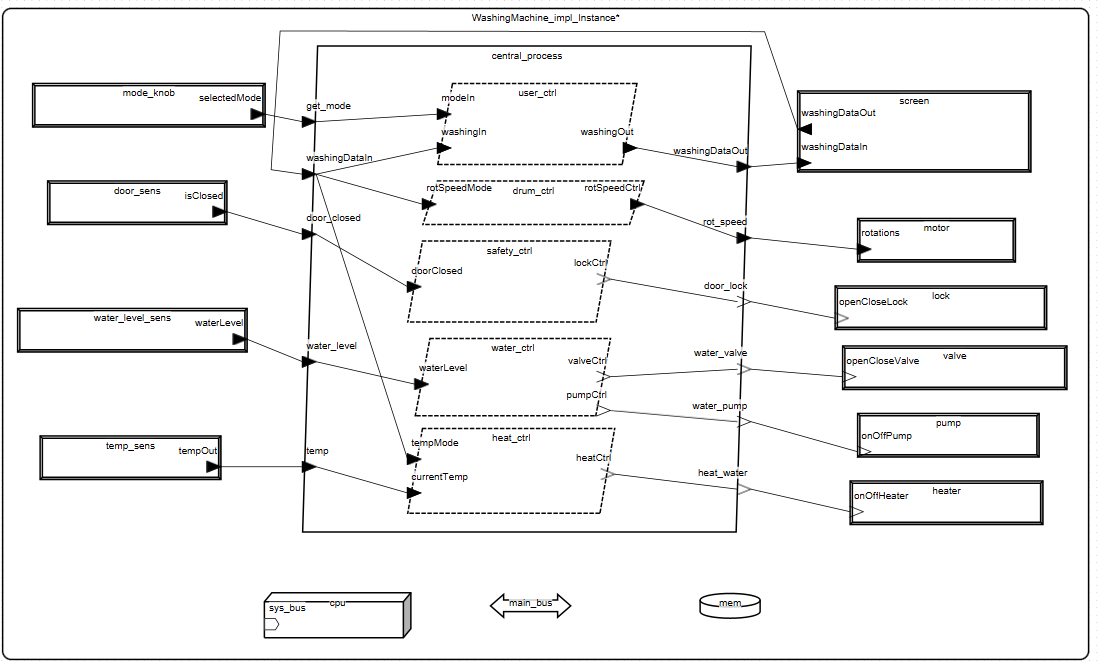 WashingMachine_impl_Instance*
central_process
mode_knob
selectedMode
get_mode
modeIn
user_ctrl
washingIn
washingOut
washingDataIn
washingDataOut
screen
washingDataOut
washingDataIn
door_sens
isClosed
door_closed
rotSpeedMode
drum_ctrl
rotSpeedCtrl
rot_speed
motor
rotations
safety_ctrl
doorClosed
lockCtrl
door_lock
lock
openCloseLock
water_level_sens
waterLevel
water_level
water_ctrl
waterLevel
valveCtrl
pumpCtrl
water_valve
valve
openCloseValve
water_pump
pump
onOffPump
temp_sens
tempOut
temp
heat_ctrl
tempMode
currentTemp
heatCtrl
heat_water
heater
onOffHeater
cpu
sys_bus
main_bus
mem